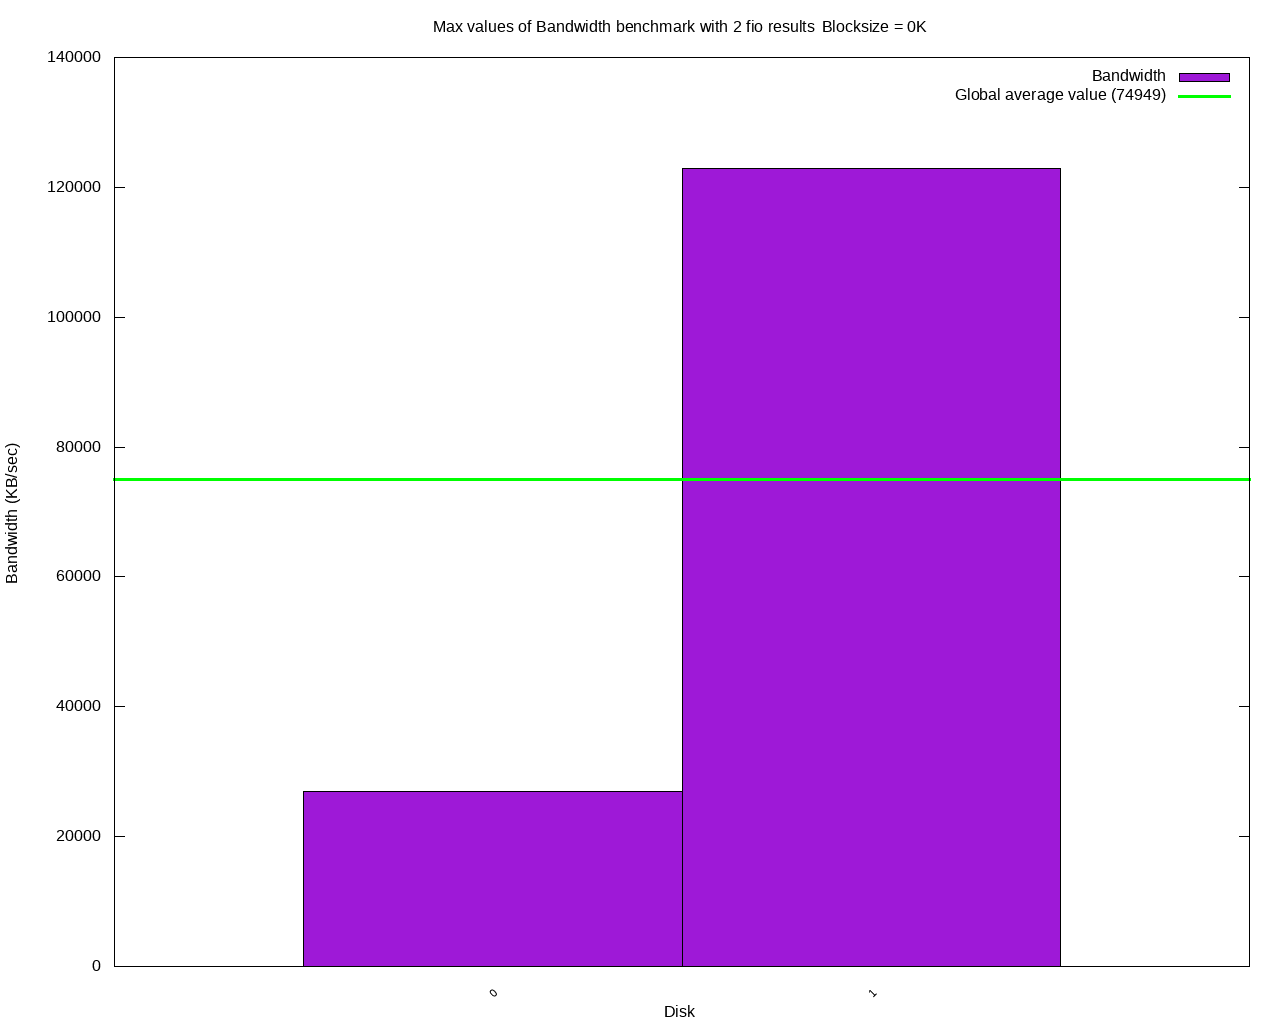 Max values of Bandwidth benchmark with 2 fio results Blocksize = 0K
Bandwidth
Global average value (74949)
140000
120000
100000
80000
60000
40000
20000
0
Bandwidth (KB/sec)
0
1
Disk